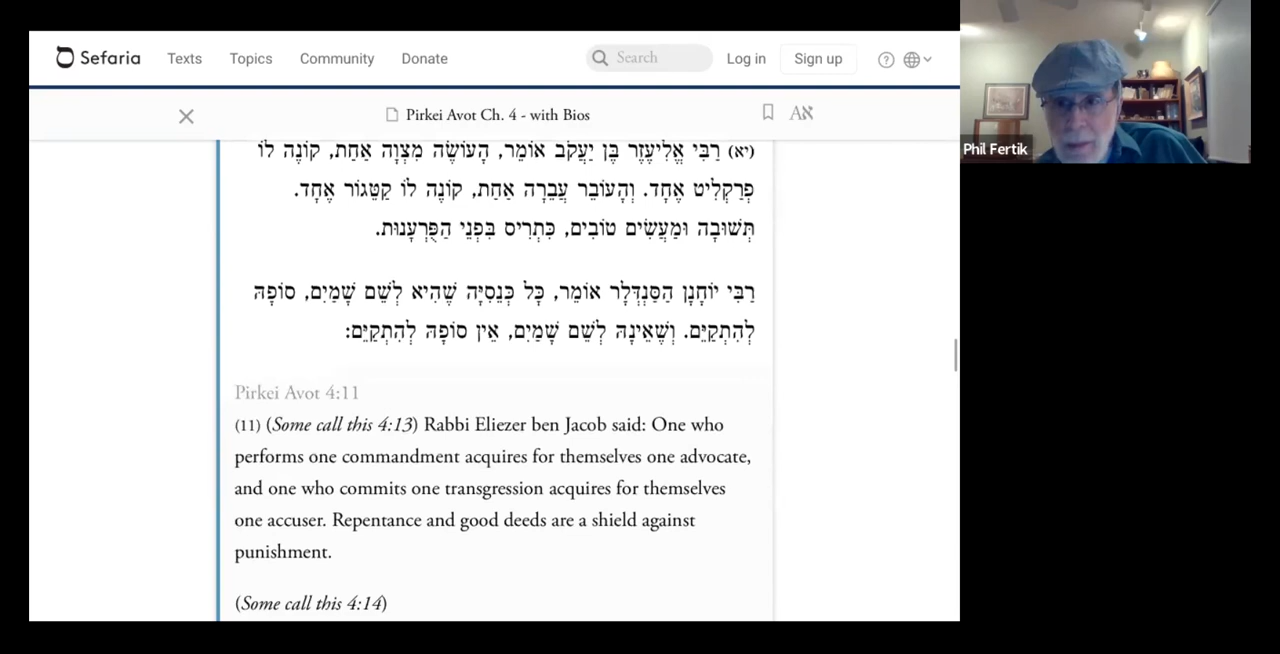 Sefaria Texts Topics Community Donate Search Log in Sign up
Pirkei Avot Ch. 4 - with Bios Aא
(יא) רַבִּי אֱלִיעֶזֶר בֶּן יַעֲקֹב אוֹמֵר, הָעוֹשֶׂה מִצְוָה אַחַת, קוֹנֶה לוֹ
פְרַקְלִיט אֶחָד. וְהָעוֹבֵר עֲבֵרָה אַחַת, קוֹנֶה לוֹ קַטֵּגוֹר אֶחָד.
תְּשׁוּבָה וּמַעֲשִׂים טוֹבִים, כִּתְרִיס בִּפְנֵי הַפֻּרְעָנוּת.
רַבִּי יוֹחָנָן הַסַּנְדְּלָר אוֹמֵר, כָּל כְּנֵסִיָּה שֶׁהִיא לְשֵׁם שָׁמַיִם, סוֹפָהּ
לְהִתְקַיֵּם. וְשֶׁאֵינָהּ לְשֵׁם שָׁמַיִם, אֵין סוֹפָהּ לְהִתְקַיֵּם:
Pirkei Avot 4:11
(11) (Some call this 4:13) Rabbi Eliezer ben Jacob said: One who
performs one commandment acquires for themselves one advocate,
and one who commits one transgression acquires for themselves
one accuser. Repentance and good deeds are a shield against
punishment.
(Some call this 4:14)
Phil Fertik